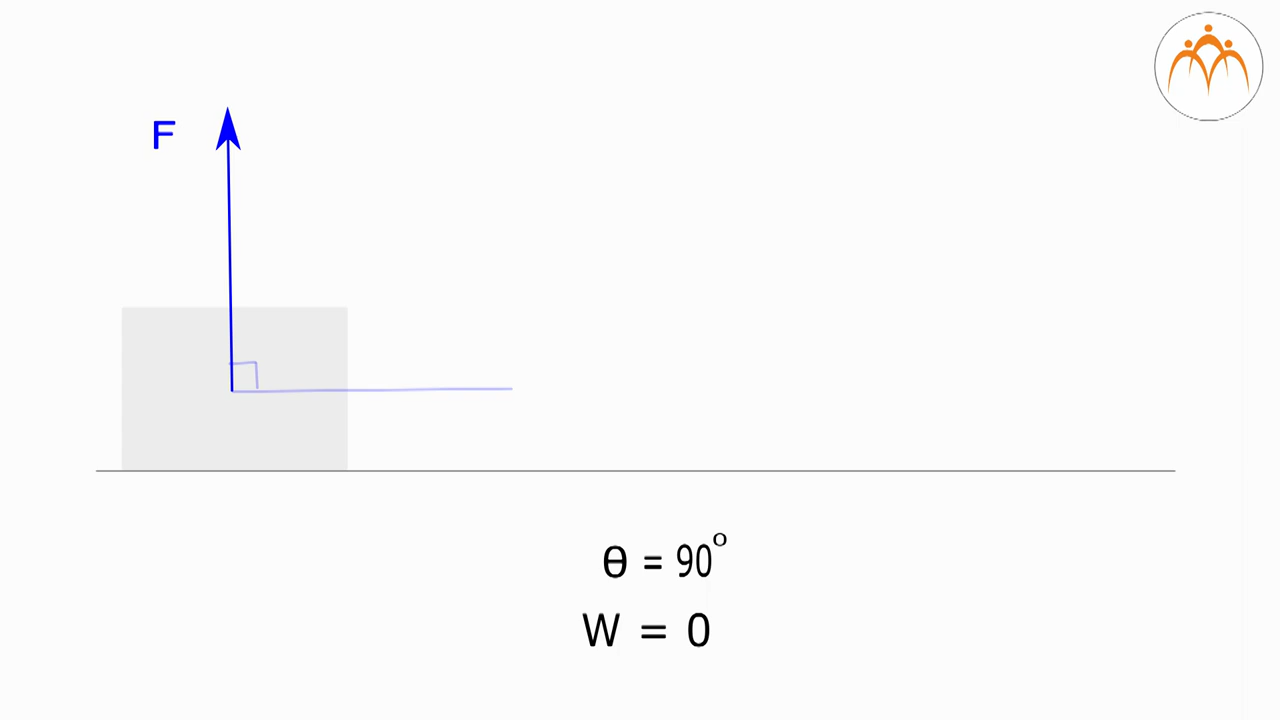 F
θ = 90°
W = 0